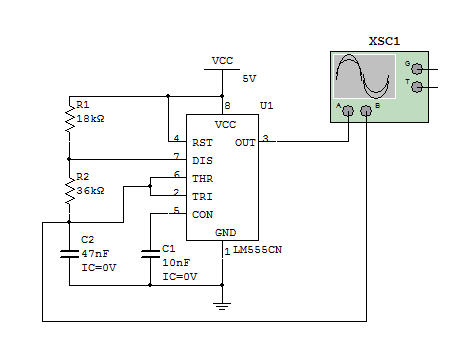 XSC1
VCC
5V
G
T
A
B
R1
18kΩ
8
U1
VCC
4
RST
OUT
3
7
DIS
R2
36kΩ
6
THR
2
TRI
5
CON
GND
C2
47nF
IC=0V
C1
10nF
IC=0V
1
LM555CN